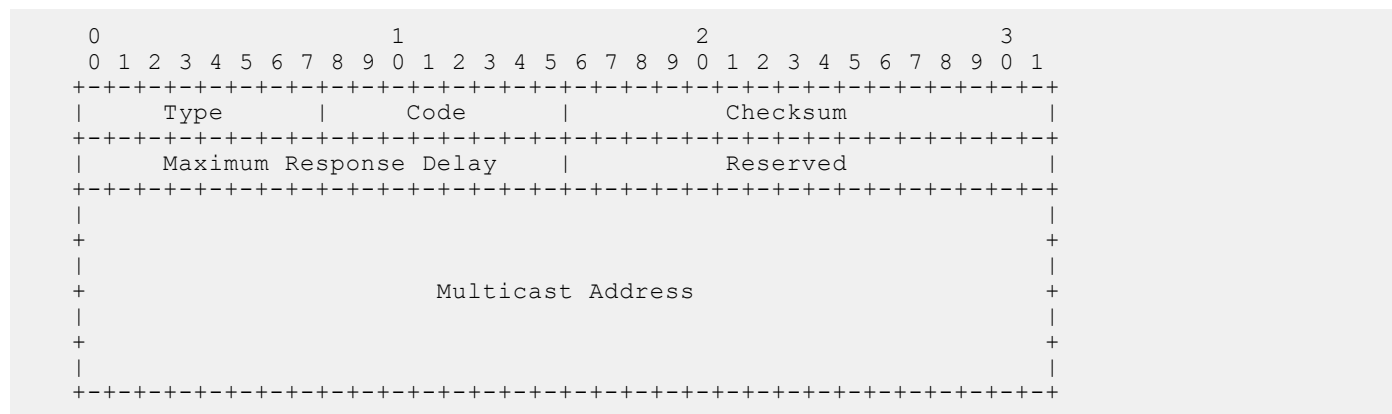 0                   1                   2                   3
 0 1 2 3 4 5 6 7 8 9 0 1 2 3 4 5 6 7 8 9 0 1 2 3 4 5 6 7 8 9 0 1
+-+-+-+-+-+-+-+-+-+-+-+-+-+-+-+-+-+-+-+-+-+-+-+-+-+-+-+-+-+-+-+-+
|     Type      |     Code      |          Checksum             |
+-+-+-+-+-+-+-+-+-+-+-+-+-+-+-+-+-+-+-+-+-+-+-+-+-+-+-+-+-+-+-+-+
|     Maximum Response Delay    |          Reserved             |
+-+-+-+-+-+-+-+-+-+-+-+-+-+-+-+-+-+-+-+-+-+-+-+-+-+-+-+-+-+-+-+-+
|                                                               |
+                                                               +
|                                                               |
+                       Multicast Address                       +
|                                                               |
+                                                               +
|                                                               |
+-+-+-+-+-+-+-+-+-+-+-+-+-+-+-+-+-+-+-+-+-+-+-+-+-+-+-+-+-+-+-+-+